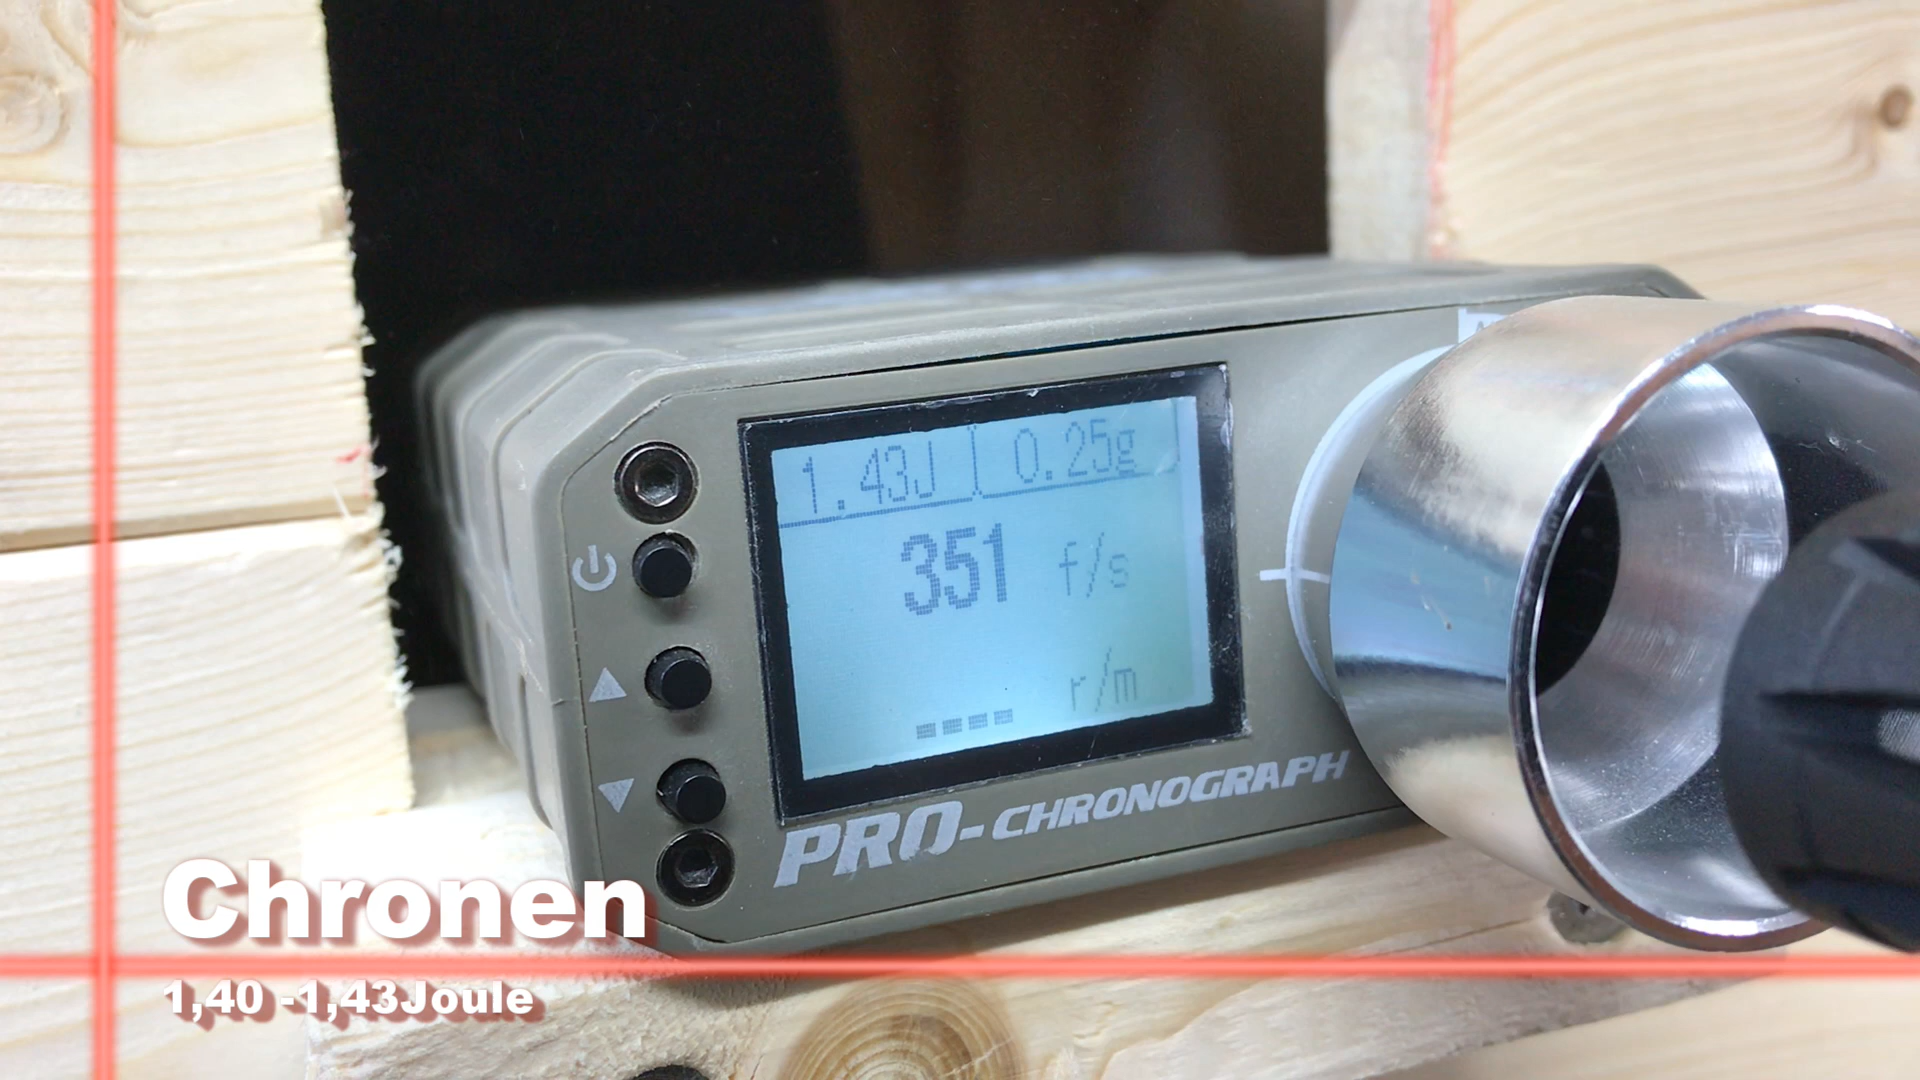 1.43J 0.25g
351 f/s
r/m
----
PRO-CHRONOGRAPH
Chronen
1,40 -1,43Joule